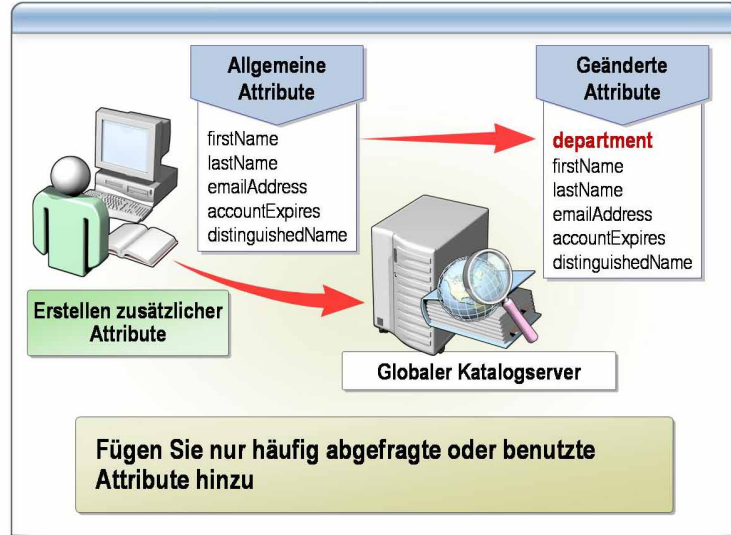 Allgemeine
Attribute
firstName
lastName
emailAddress
accountExpires
distinguishedName
Geänderte
Attribute
department
firstName
lastName
emailAddress
accountExpires
distinguishedName
Erstellen zusätzlicher
Attribute
Globaler Katalogserver
Fügen Sie nur häufig abgefragte oder benutzte
Attribute hinzu